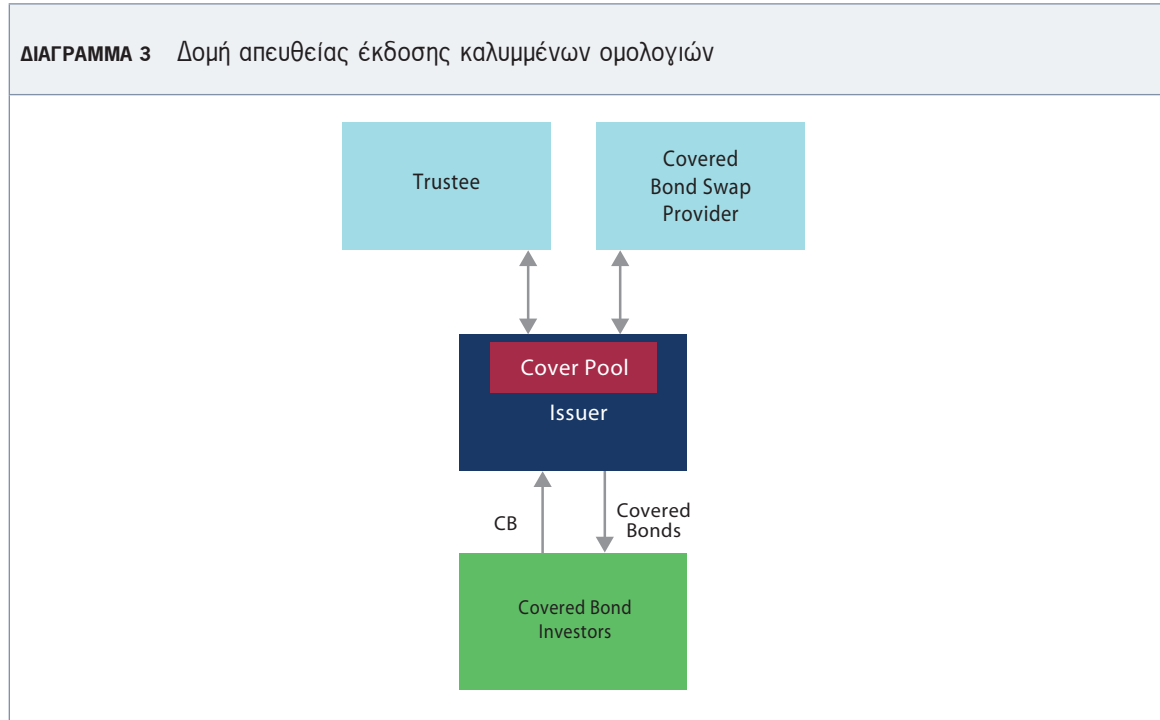 ΔΙΑΓΡΑΜΜΑ 3 Δομή απευθείας έκδοσης καλυμμένων ομολογιών
Trustee
Covered
Bond Swap
Provider
Cover Pool
Issuer
CB
Covered
Bonds
Covered Bond
Investors